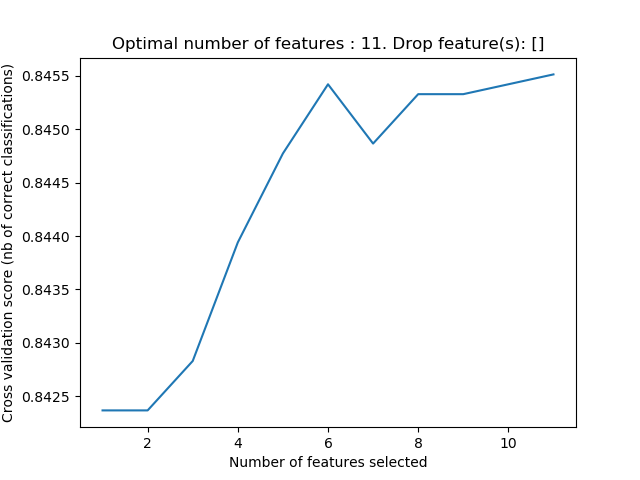 Optimal number of features : 11. Drop feature(s): []
Cross validation score (nb of correct classifications)
0.8455
0.8450
0.8445
0.8440
0.8435
0.8430
0.8425
2 4 6 8 10
Number of features selected